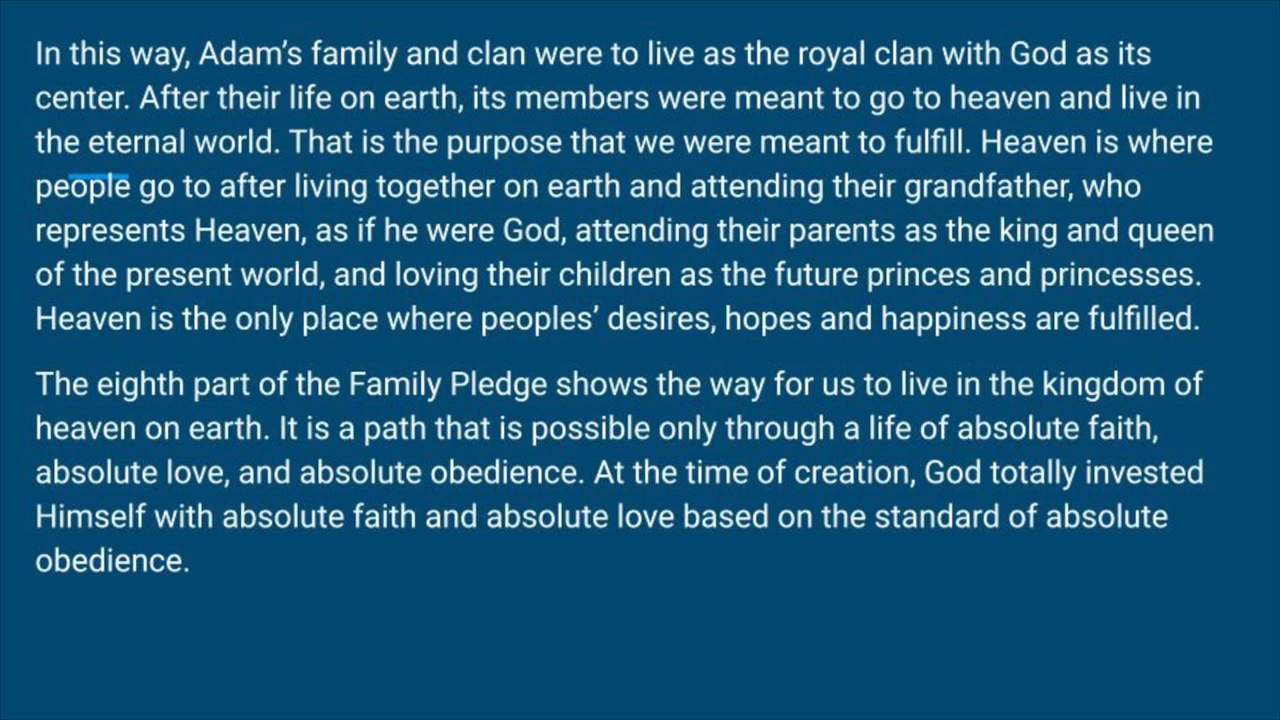 In this way, Adam’s family and clan were to live as the royal clan with God as its
center. After their life on earth, its members were meant to go to heaven and live in
the eternal world. That is the purpose that we were meant to fulfill. Heaven is where
people go to after living together on earth and attending their grandfather, who
represents Heaven, as if he were God, attending their parents as the king and queen
of the present world, and loving their children as the future princes and princesses.
Heaven is the only place where peoples’ desires, hopes and happiness are fulfilled.
The eighth part of the Family Pledge shows the way for us to live in the kingdom of
heaven on earth. It is a path that is possible only through a life of absolute faith,
absolute love, and absolute obedience. At the time of creation, God totally invested
Himself with absolute faith and absolute love based on the standard of absolute
obedience.